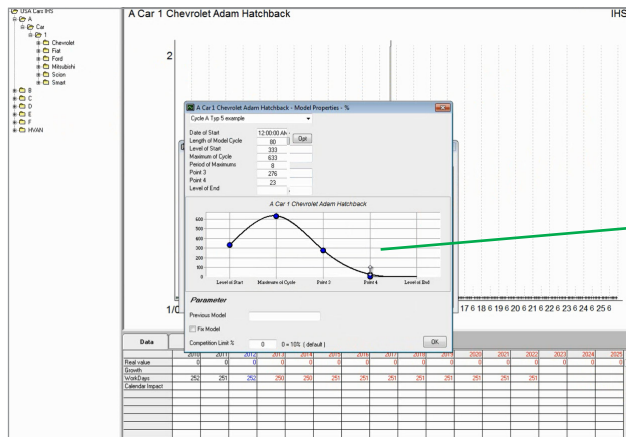 USA Cars IHS
A
Car
1
Chevrolet
Fiat
Ford
Mitsubishi
Scion
Smart
B
C
D
E
F
HVAN
A Car 1 Chevrolet Adam Hatchback
IHS
2
A Car 1 Chevrolet Adam Hatchback - Model Properties - %
Cycle A Typ 5 example
Date of Start 12:00:00 AM
Length of Model Cycle 80 Opt
Level of Start 333
Maximum of Cycle 633
Period of Maximums 8
Point 3 276
Point 4 23
Level of End
A Car 1 Chevrolet Adam Hatchback
600
500
400
300
200
100
0
Level of Start Maximum of Cycle Point 3 Point 4 Level of End
Parameter
Previous Model
Fix Model
Competition Limit % 0 0 = 10% ( default )
OK
1/0
17 6 18 6 19 6 20 6 21 6 22 6 23 6 24 6 25 6
Data
2010 2011 2012 2013 2014 2015 2016 2017 2018 2019 2020 2021 2022 2023 2024 2025
Real value 0 0 0 0 0 0 0 0 0 0 0 0 0 0 0 0
Growth
WorkDays 252 251 252 250 250 251 251 251 251 251 251 251 251
Calendar Impact